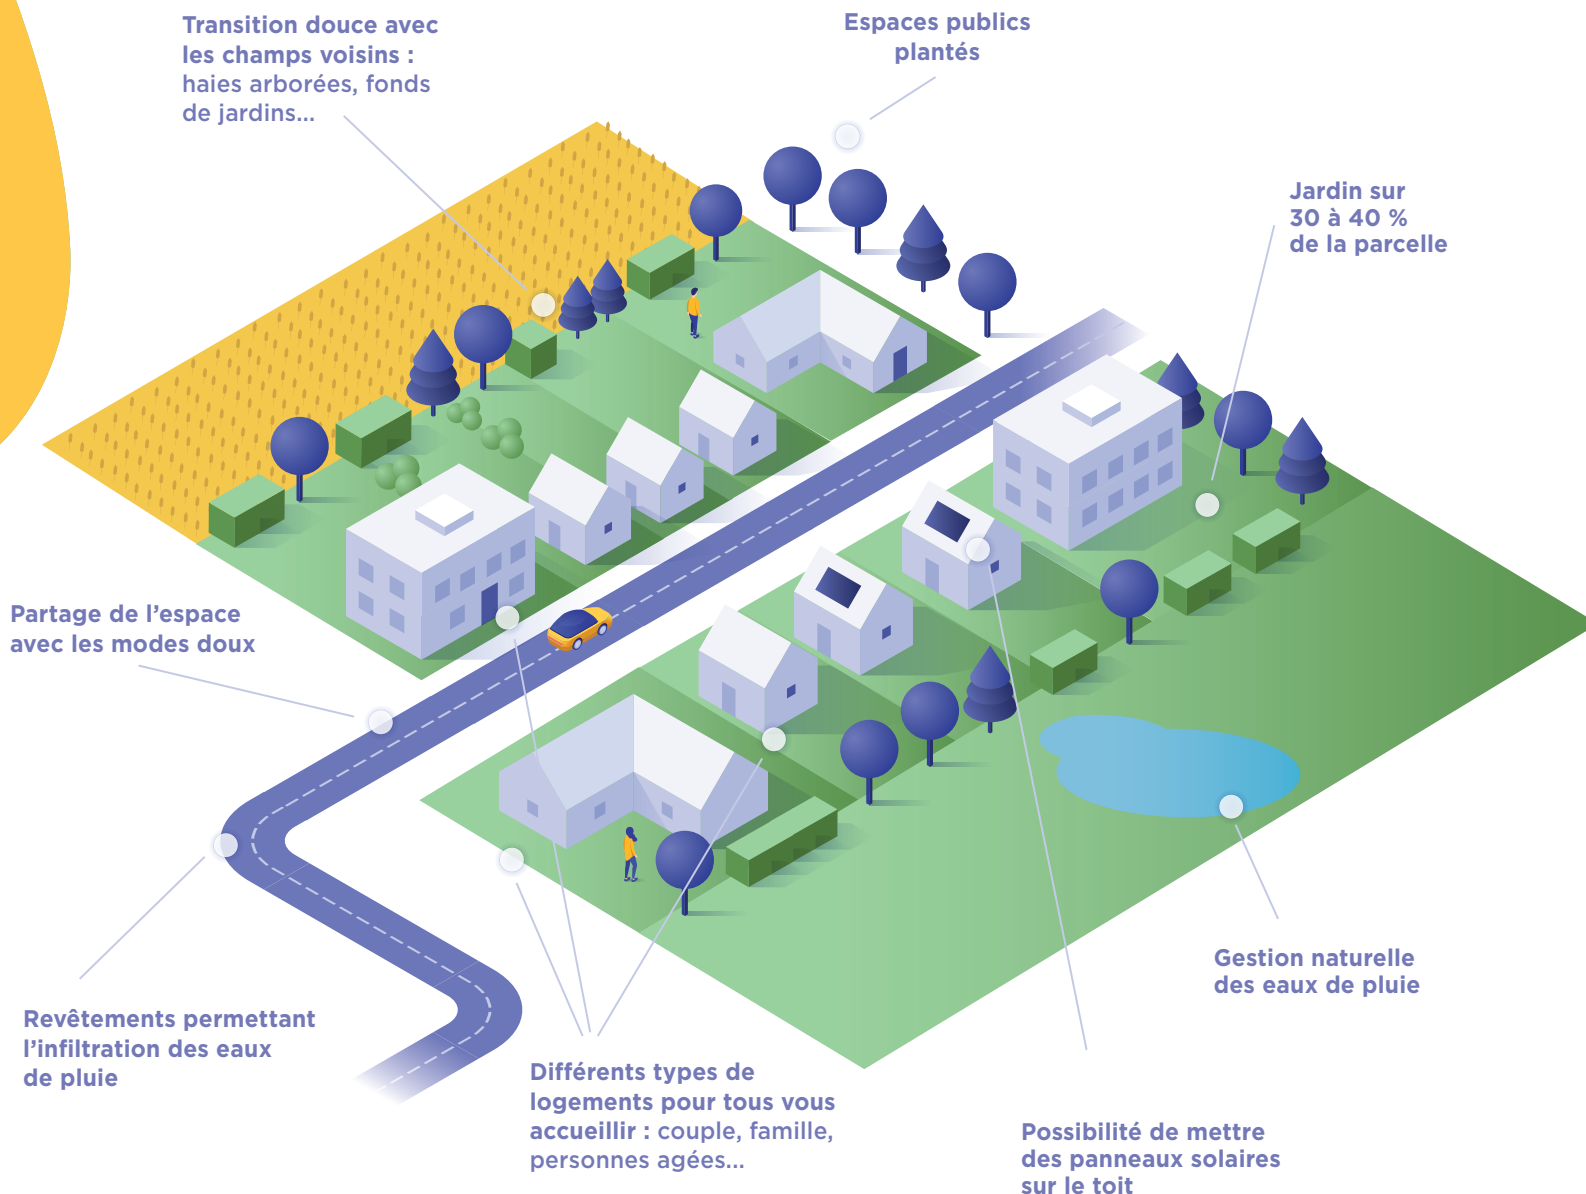 Transition douce avec
les champs voisins :
haies arborées, fonds
de jardins...
Espaces publics
plantés
Jardin sur
30 à 40 %
de la parcelle
Partage de l’espace
avec les modes doux
Gestion naturelle
des eaux de pluie
Revêtements permettant
l’infiltration des eaux
de pluie
Différents types de
logements pour tous vous
accueillir : couple, famille,
personnes agées...
Possibilité de mettre
des panneaux solaires
sur le toit